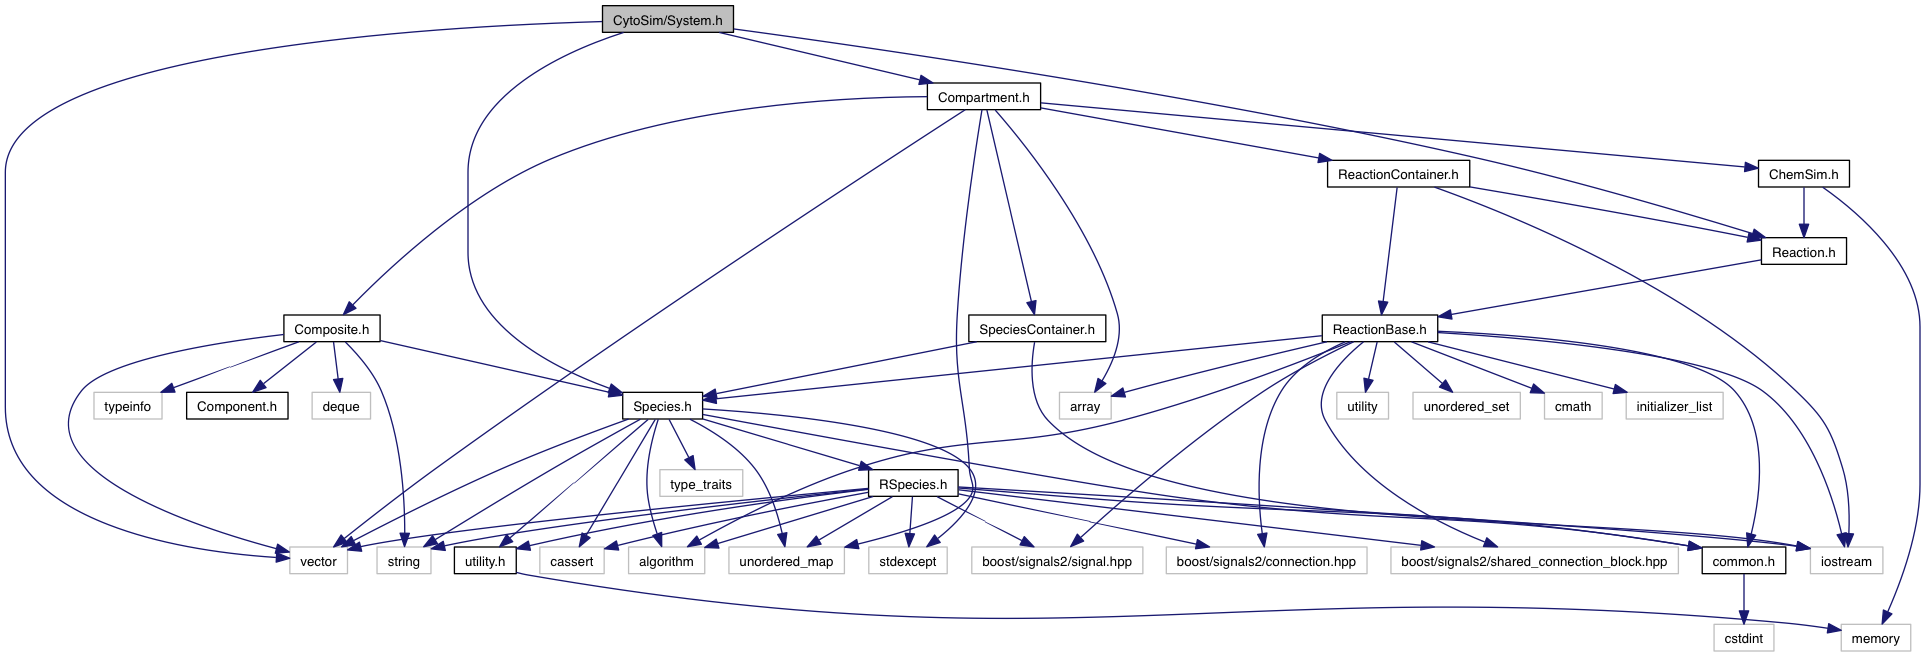 CytoSim/System.h
Compartment.h
ReactionContainer.h
ChemSim.h
Reaction.h
Composite.h
SpeciesContainer.h
ReactionBase.h
typeinfo
Component.h
deque
Species.h
array
utility
unordered_set
cmath
initializer_list
type_traits
RSpecies.h
vector
string
utility.h
cassert
algorithm
unordered_map
stdexcept
boost/signals2/signal.hpp
boost/signals2/connection.hpp
boost/signals2/shared_connection_block.hpp
common.h
iostream
cstdint
memory